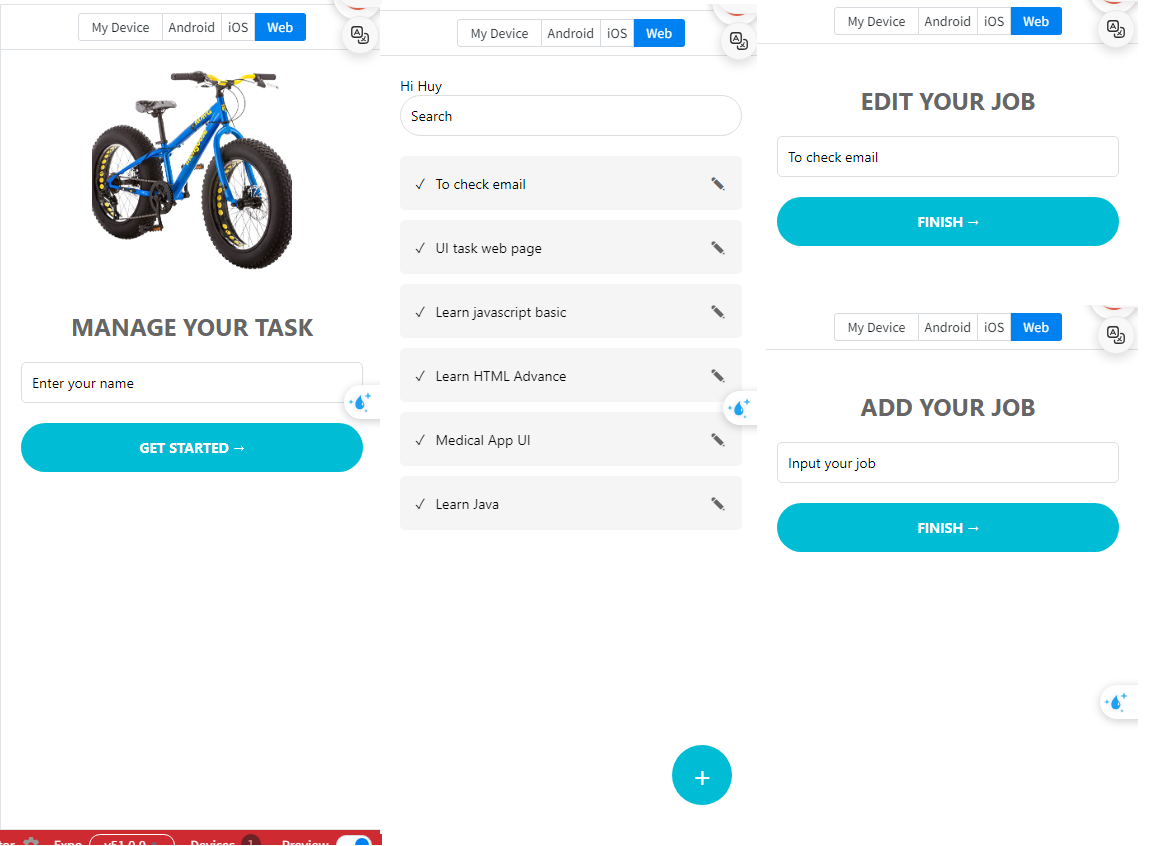 My Device Android iOS Web
MANAGE YOUR TASK
Enter your name
GET STARTED →
Expo v51.0.0 Devices 1 Preview
My Device Android iOS Web
Hi Huy
Search
✓ To check email
✓ UI task web page
✓ Learn javascript basic
✓ Learn HTML Advance
✓ Medical App UI
✓ Learn Java
+
My Device Android iOS Web
EDIT YOUR JOB
To check email
FINISH →
My Device Android iOS Web
ADD YOUR JOB
Input your job
FINISH →